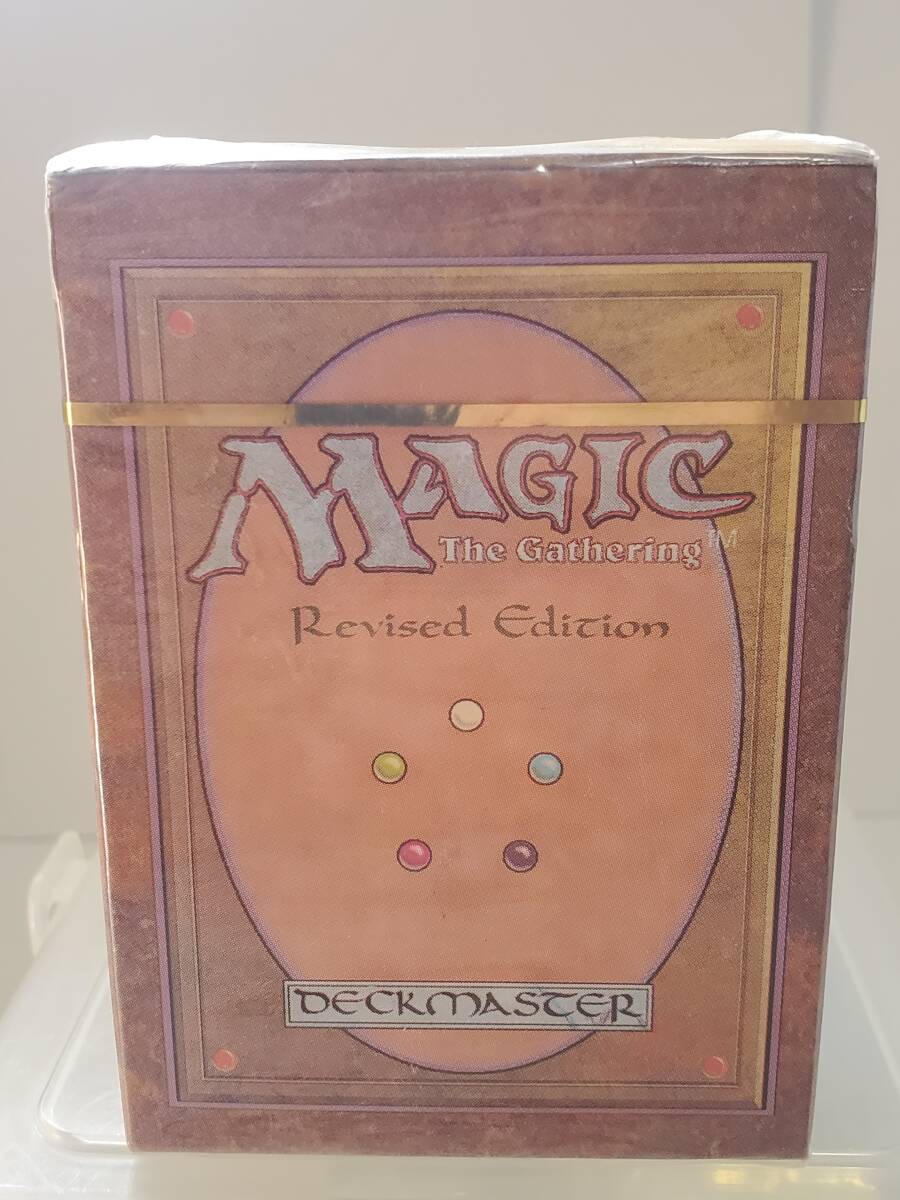 MAGIC
The Gathering™
Revised Edition
DECKMASTER